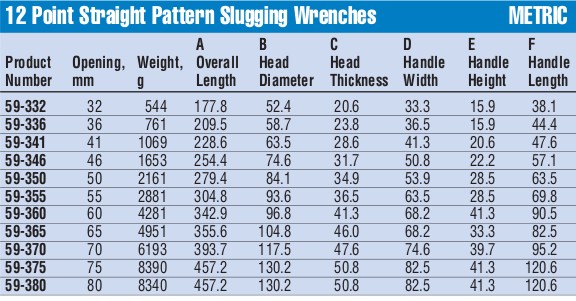 12 Point Straight Pattern Slugging Wrenches METRIC
A B C D E F
Product Opening, Weight, Overall Head Head Handle Handle Handle
Number mm g Length Diameter Thickness Width Height Length
59-332 32 544 177.8 52.4 20.6 33.3 15.9 38.1
59-336 36 761 209.5 58.7 23.8 36.5 15.9 44.4
59-341 41 1069 228.6 63.5 28.6 41.3 20.6 47.6
59-346 46 1653 254.4 74.6 31.7 50.8 22.2 57.1
59-350 50 2161 279.4 84.1 34.9 53.9 28.5 63.5
59-355 55 2881 304.8 93.6 36.5 63.5 28.5 69.8
59-360 60 4281 342.9 96.8 41.3 68.2 41.3 90.5
59-365 65 4951 355.6 104.8 46.0 68.2 33.3 82.5
59-370 70 6193 393.7 117.5 47.6 74.6 39.7 95.2
59-375 75 8390 457.2 130.2 50.8 82.5 41.3 120.6
59-380 80 8340 457.2 130.2 50.8 82.5 41.3 120.6